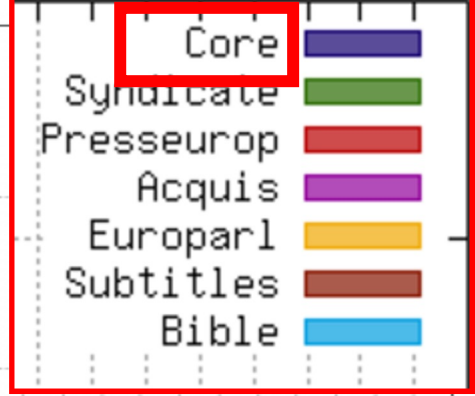 Core
Syndicate
Presseurop
Acquis
Europarl
Subtitles
Bible